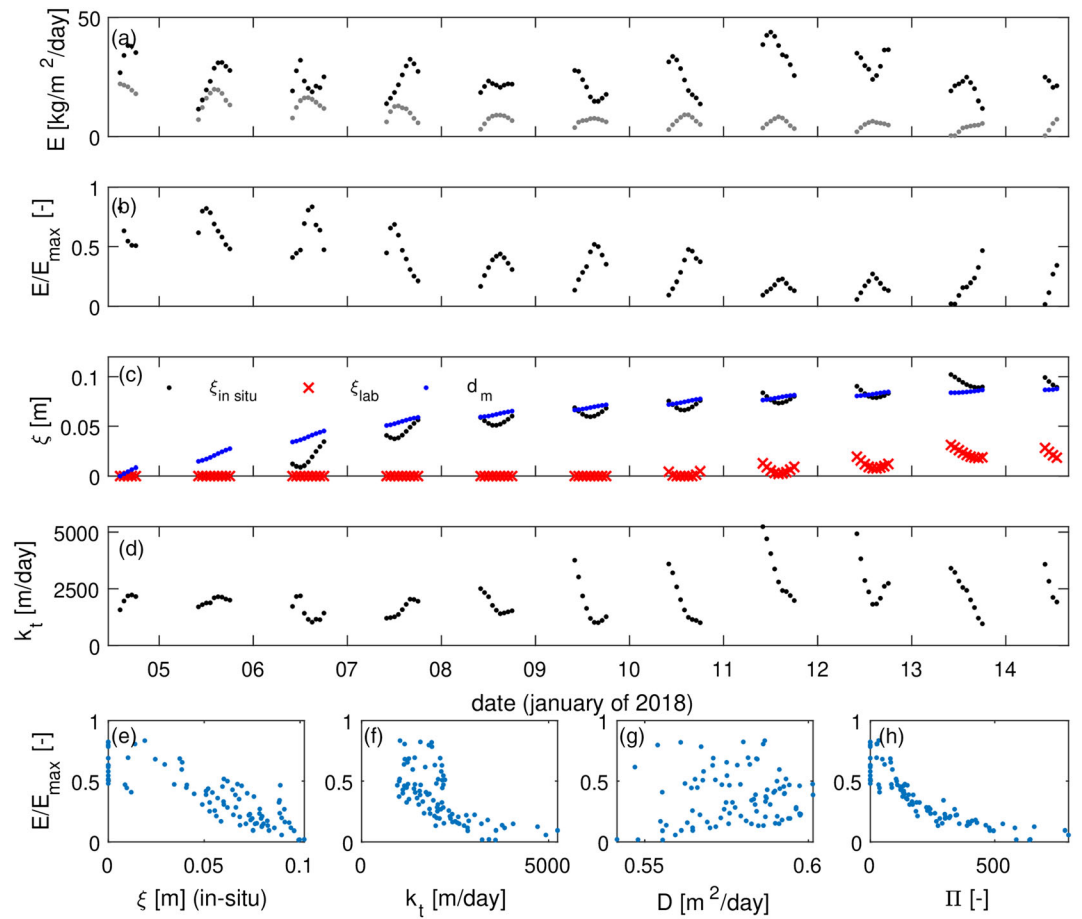 (a)
E [kg/m²/day]
50
0
(b)
E/E_max [-]
1
0.5
0
(c)
ξ_in situ ξ_lab d_m
ξ [m]
0.1
0.05
0
(d)
k_t [m/day]
5000
2500
0
05 06 07 08 09 10 11 12 13 14
date (january of 2018)
(e) (f) (g) (h)
E/E_max [-]
1 1 1 1
0.5 0.5 0.5 0.5
0 0 0 0
0 0.05 0.1 0 5000 0.55 0.6 0 500
ξ [m] (in-situ) k_t [m/day] D [m²/day] Π [-]